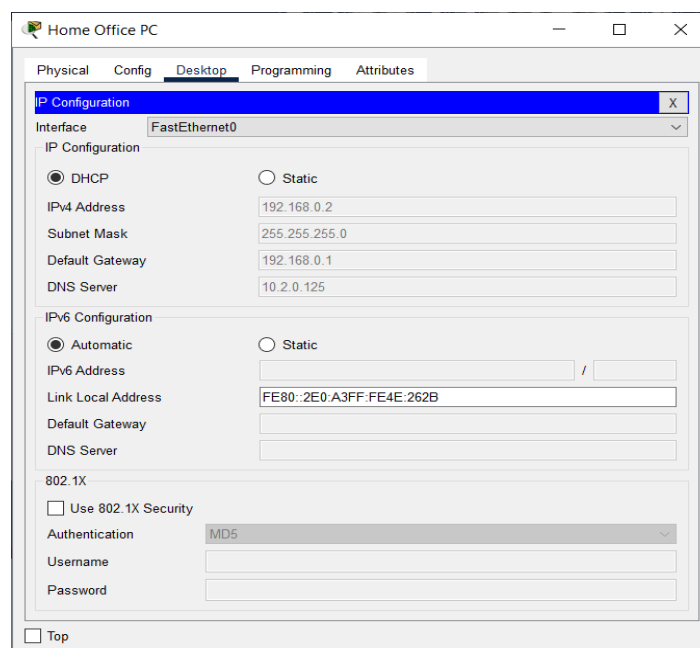 Home Office PC
Physical Config Desktop Programming Attributes
IP Configuration X
Interface FastEthernet0
IP Configuration
DHCP Static
IPv4 Address 192.168.0.2
Subnet Mask 255.255.255.0
Default Gateway 192.168.0.1
DNS Server 10.2.0.125
IPv6 Configuration
Automatic Static
IPv6 Address /
Link Local Address FE80::2E0:A3FF:FE4E:262B
Default Gateway
DNS Server
802.1X
Use 802.1X Security
Authentication MD5
Username
Password
Top